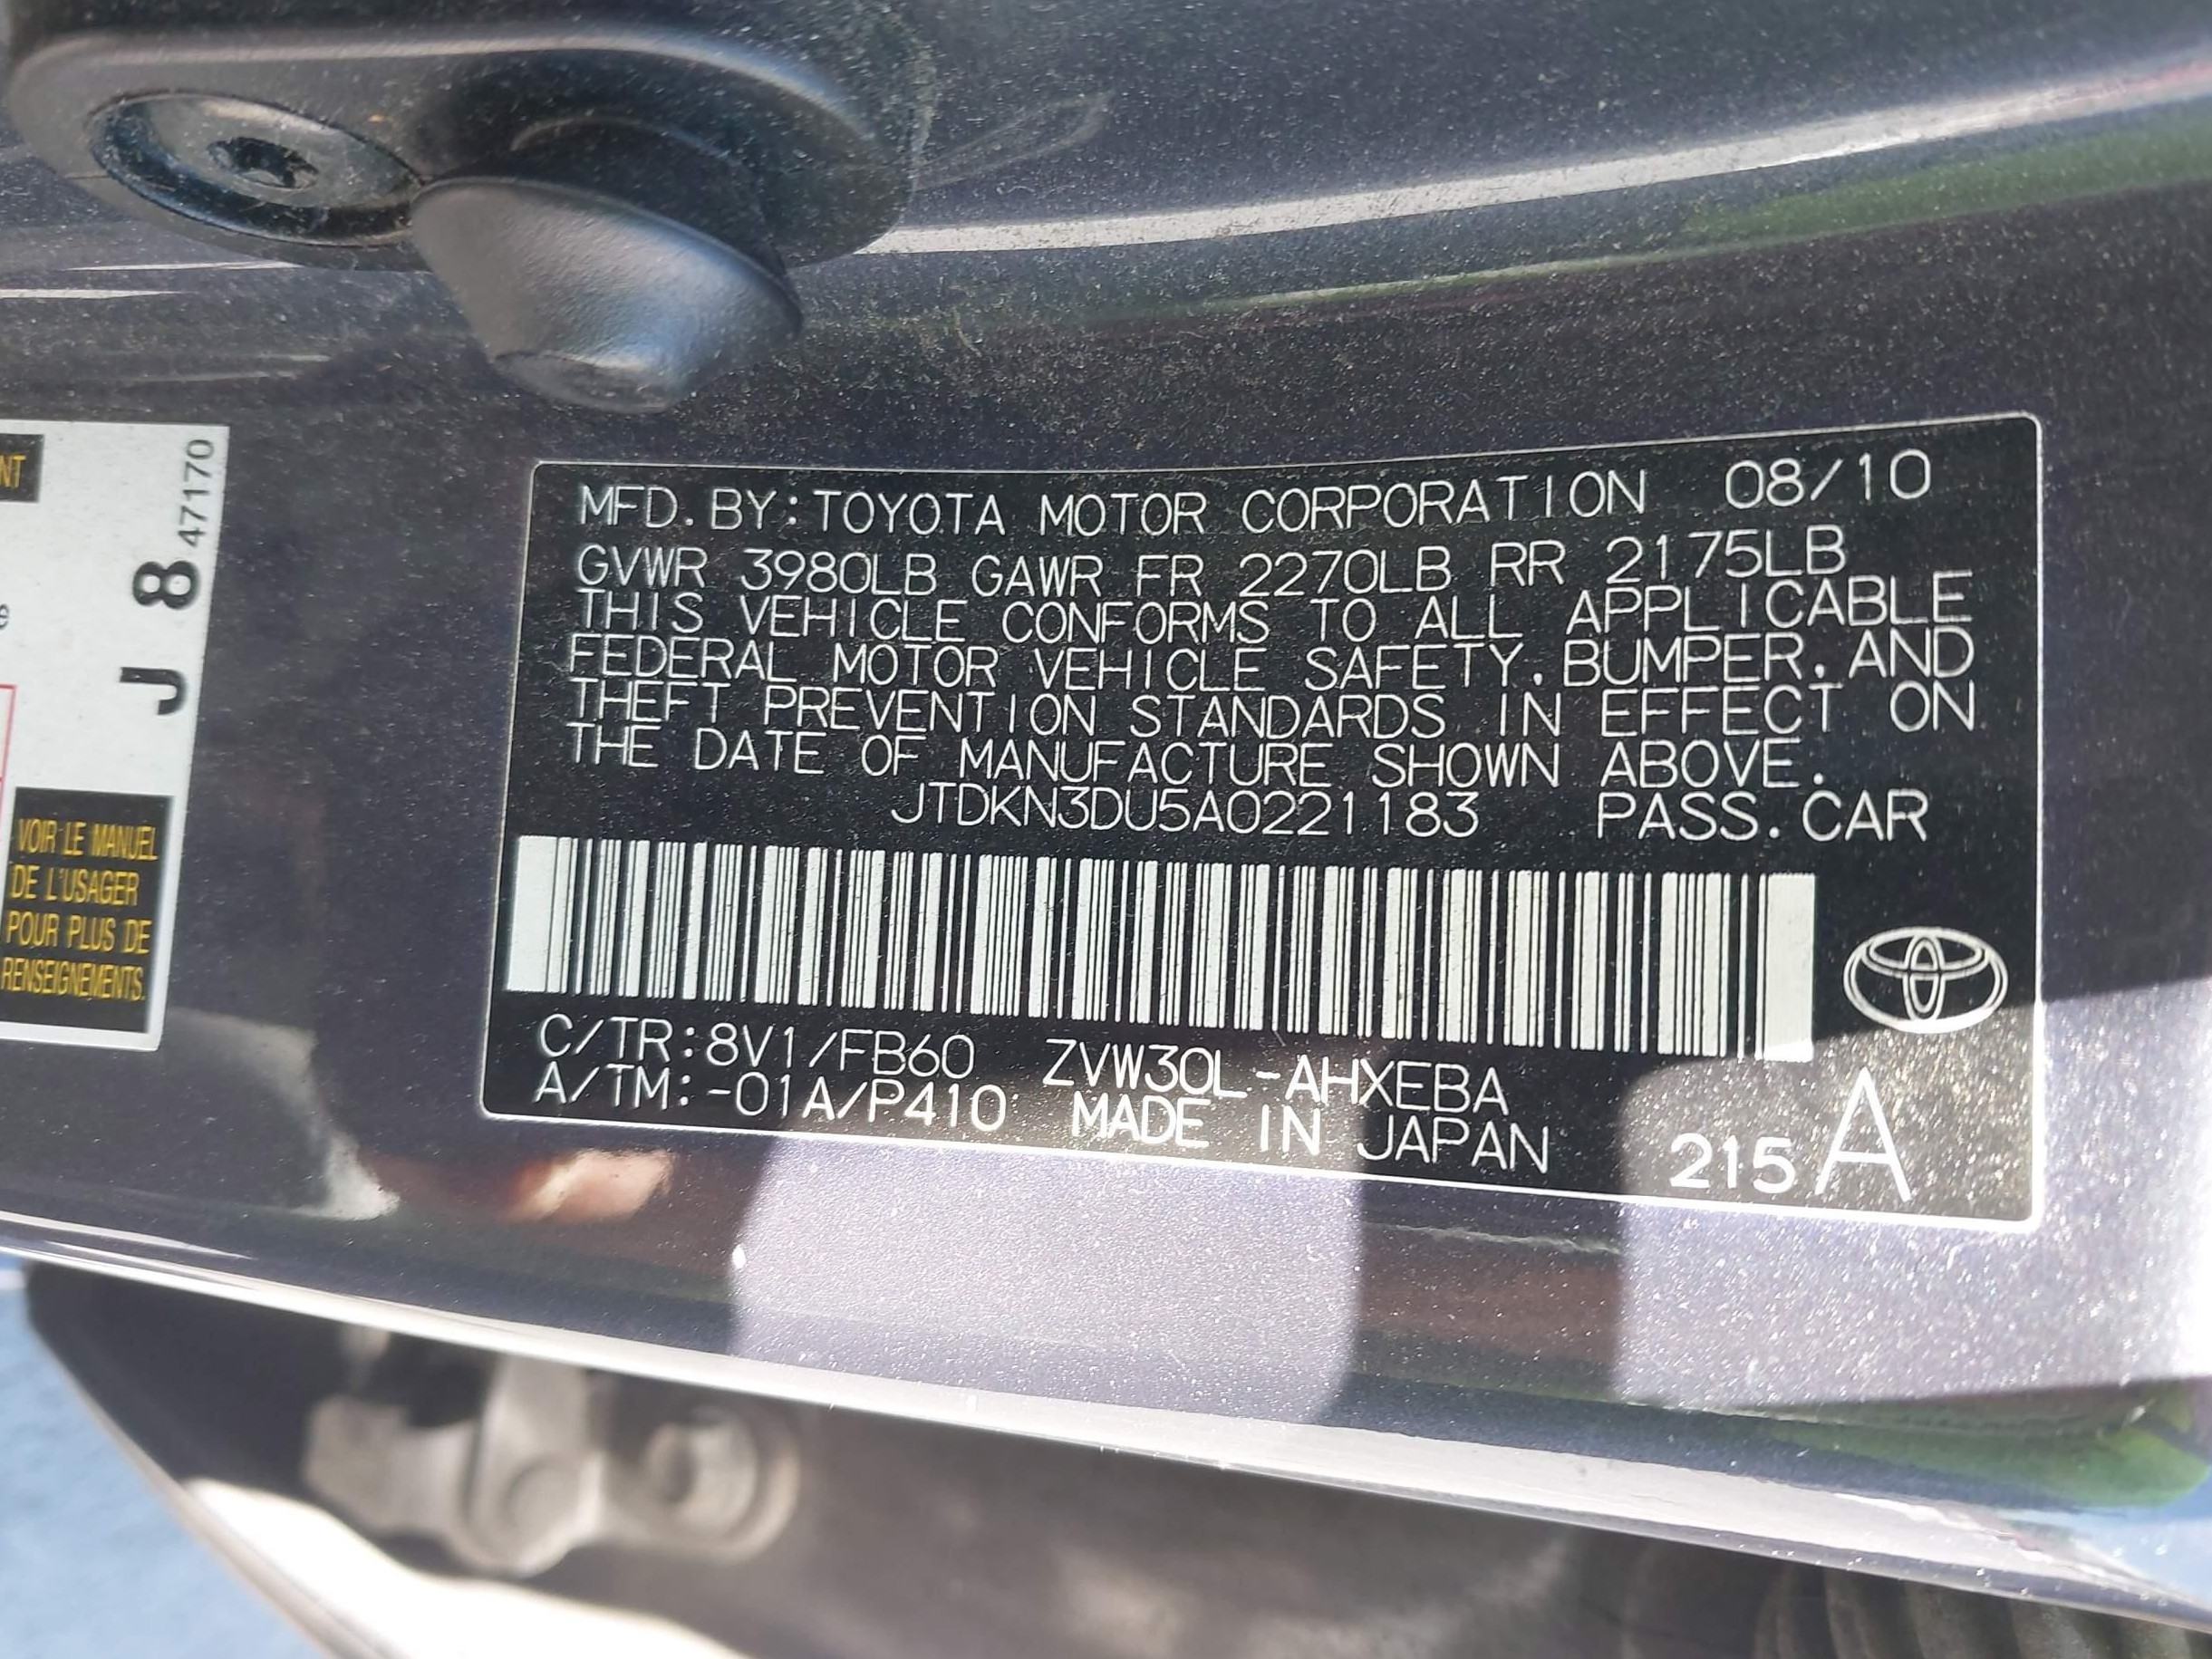 NT
J 8
47170
VOIR LE MANUEL
DE L'USAGER
POUR PLUS DE
RENSEIGNEMENTS.
MFD. BY: TOYOTA MOTOR CORPORATION 08/10
GVWR 3980LB GAWR FR 2270LB RR 2175LB
THIS VEHICLE CONFORMS TO ALL APPLICABLE
FEDERAL MOTOR VEHICLE SAFETY, BUMPER, AND
THEFT PREVENTION STANDARDS IN EFFECT ON
THE DATE OF MANUFACTURE SHOWN ABOVE.
JTDKN3DU5A0221183 PASS. CAR
C/TR: 8V1/FB60 ZVW30L-AHXEBA
A/TM: -01A/P410 MADE IN JAPAN
215 A